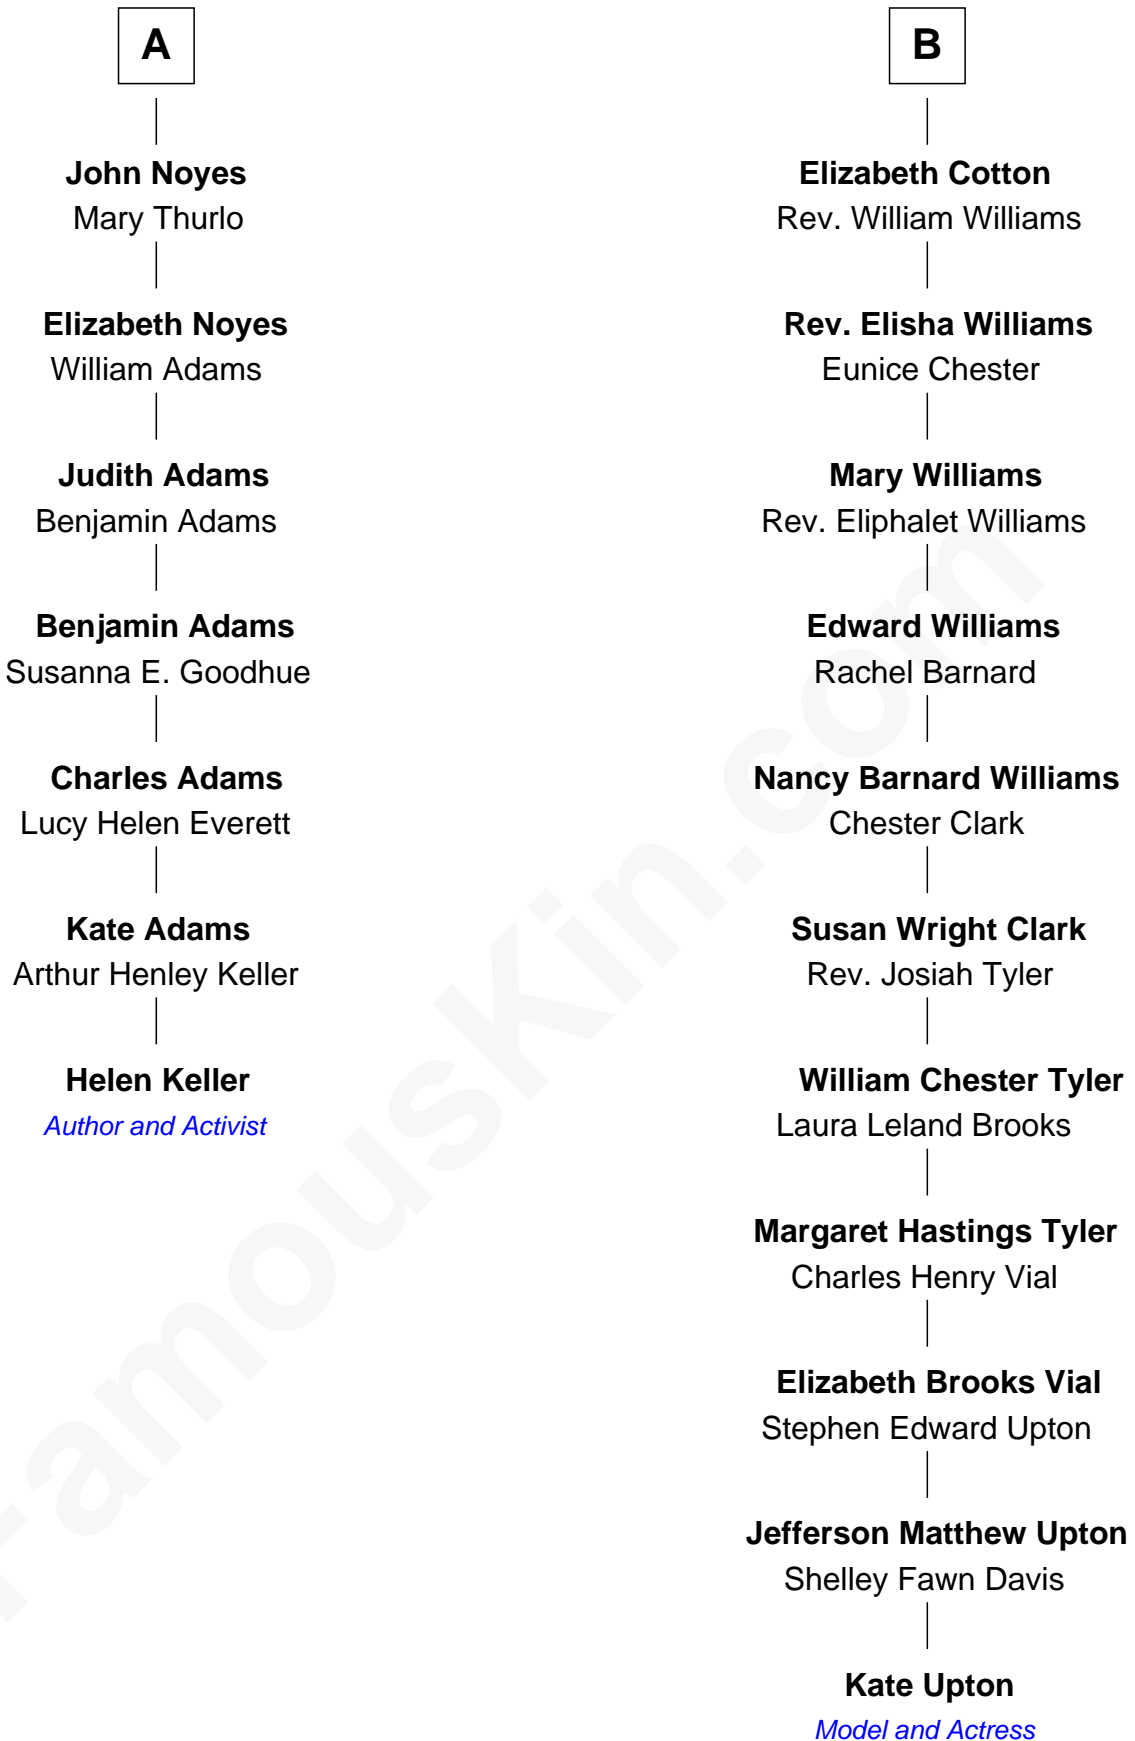 A
John Noyes
Mary Thurlo
Elizabeth Noyes
William Adams
Judith Adams
Benjamin Adams
Benjamin Adams
Susanna E. Goodhue
Charles Adams
Lucy Helen Everett
Kate Adams
Arthur Henley Keller
Helen Keller
Author and Activist
B
Elizabeth Cotton
Rev. William Williams
Rev. Elisha Williams
Eunice Chester
Mary Williams
Rev. Eliphalet Williams
Edward Williams
Rachel Barnard
Nancy Barnard Williams
Chester Clark
Susan Wright Clark
Rev. Josiah Tyler
William Chester Tyler
Laura Leland Brooks
Margaret Hastings Tyler
Charles Henry Vial
Elizabeth Brooks Vial
Stephen Edward Upton
Jefferson Matthew Upton
Shelley Fawn Davis
Kate Upton
Model and Actress
FamousKin.com